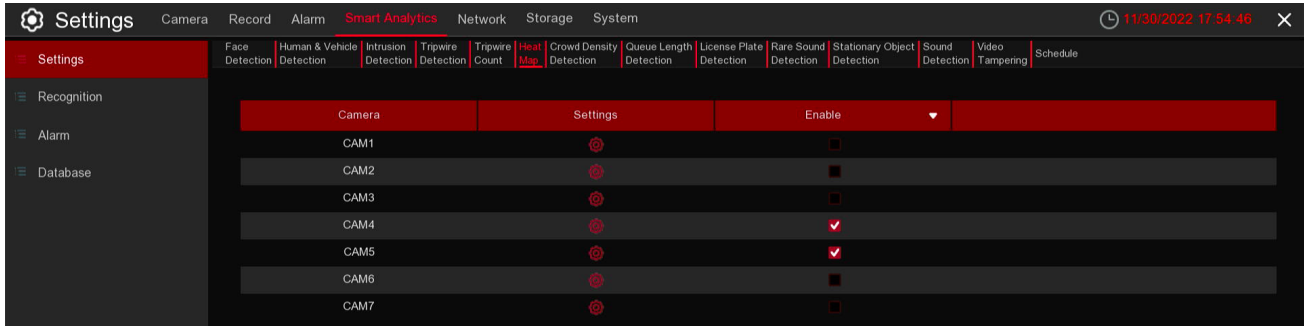 Settings Camera Record Alarm Smart Analytics Network Storage System 11/30/2022 17:54:46
Settings
Recognition
Alarm
Database
Face Detection
Human & Vehicle Detection
Intrusion Detection
Tripwire Detection
Tripwire Count
Heat Map
Crowd Density Detection
Queue Length Detection
License Plate Detection
Rare Sound Detection
Stationary Object Detection
Sound Detection
Video Tampering
Schedule
Camera Settings Enable
CAM1
CAM2
CAM3
CAM4
CAM5
CAM6
CAM7